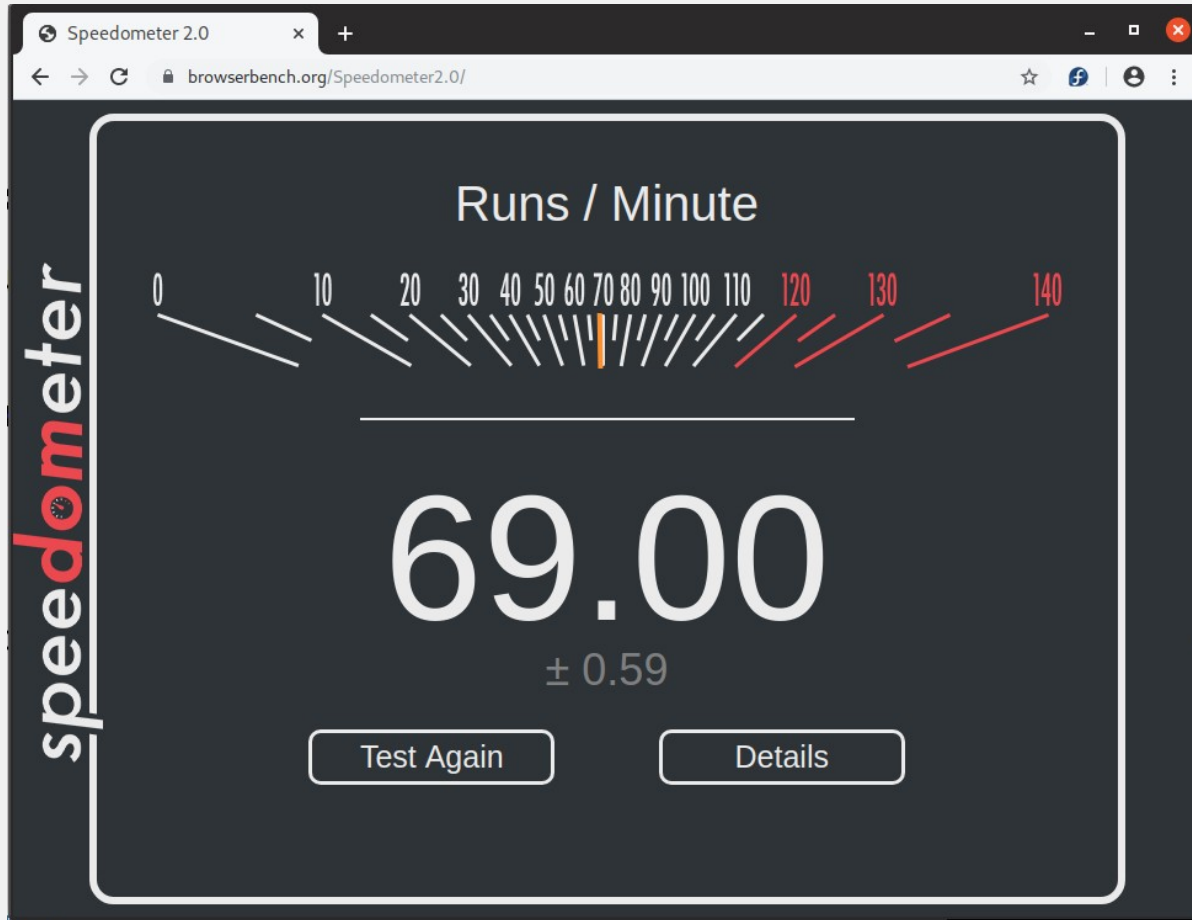 Speedometer 2.0
browserbench.org/Speedometer2.0/
speedometer
Runs / Minute
0 10 20 30 40 50 60 70 80 90 100 110 120 130 140
69.00
± 0.59
Test Again Details